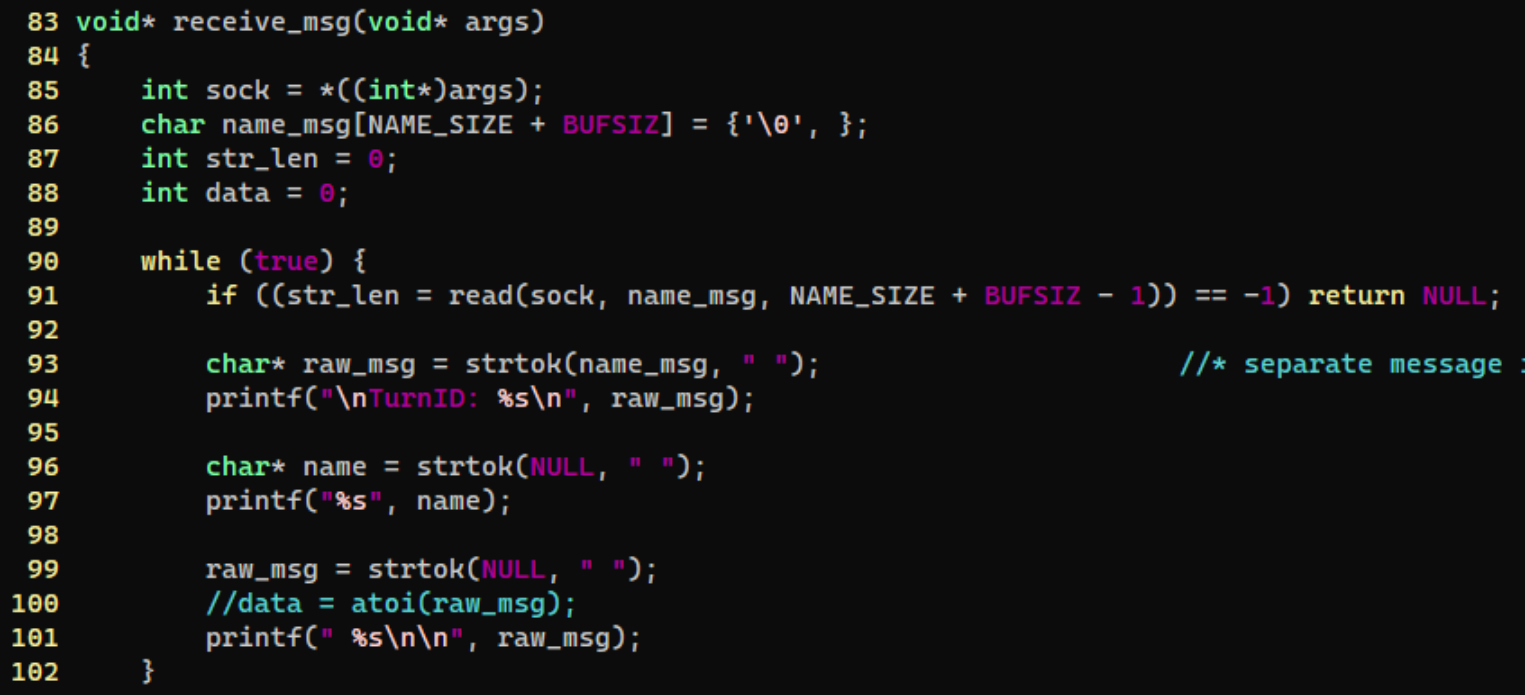 83 void* receive_msg(void* args)
84 {
85     int sock = *((int*)args);
86     char name_msg[NAME_SIZE + BUFSIZ] = {'\0', };
87     int str_len = 0;
88     int data = 0;
89
90     while (true) {
91         if ((str_len = read(sock, name_msg, NAME_SIZE + BUFSIZ - 1)) == -1) return NULL;
92
93         char* raw_msg = strtok(name_msg, " ");                      //* separate message
94         printf("\nTurnID: %s\n", raw_msg);
95
96         char* name = strtok(NULL, " ");
97         printf("%s", name);
98
99         raw_msg = strtok(NULL, " ");
100         //data = atoi(raw_msg);
101         printf(" %s\n\n", raw_msg);
102     }